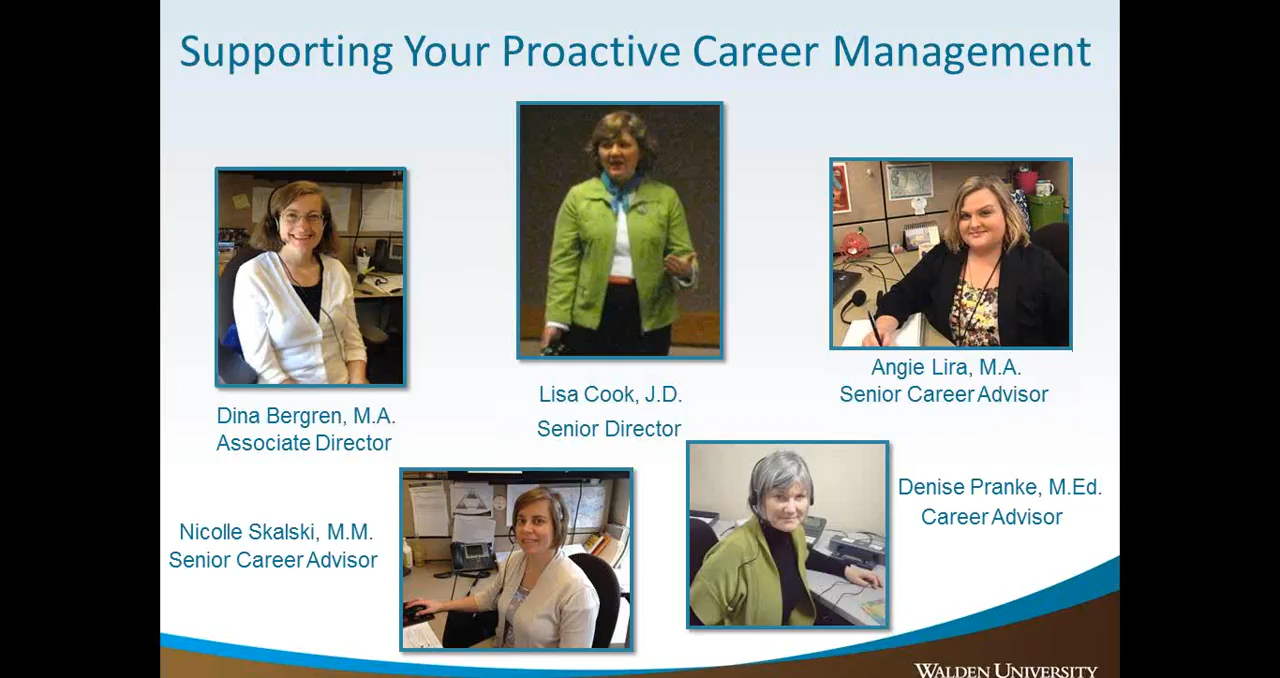 Supporting Your Proactive Career Management
Dina Bergren, M.A.
Associate Director
Lisa Cook, J.D.
Senior Director
Angie Lira, M.A.
Senior Career Advisor
Nicolle Skalski, M.M.
Senior Career Advisor
Denise Pranke, M.Ed.
Career Advisor
WALDEN UNIVERSITY